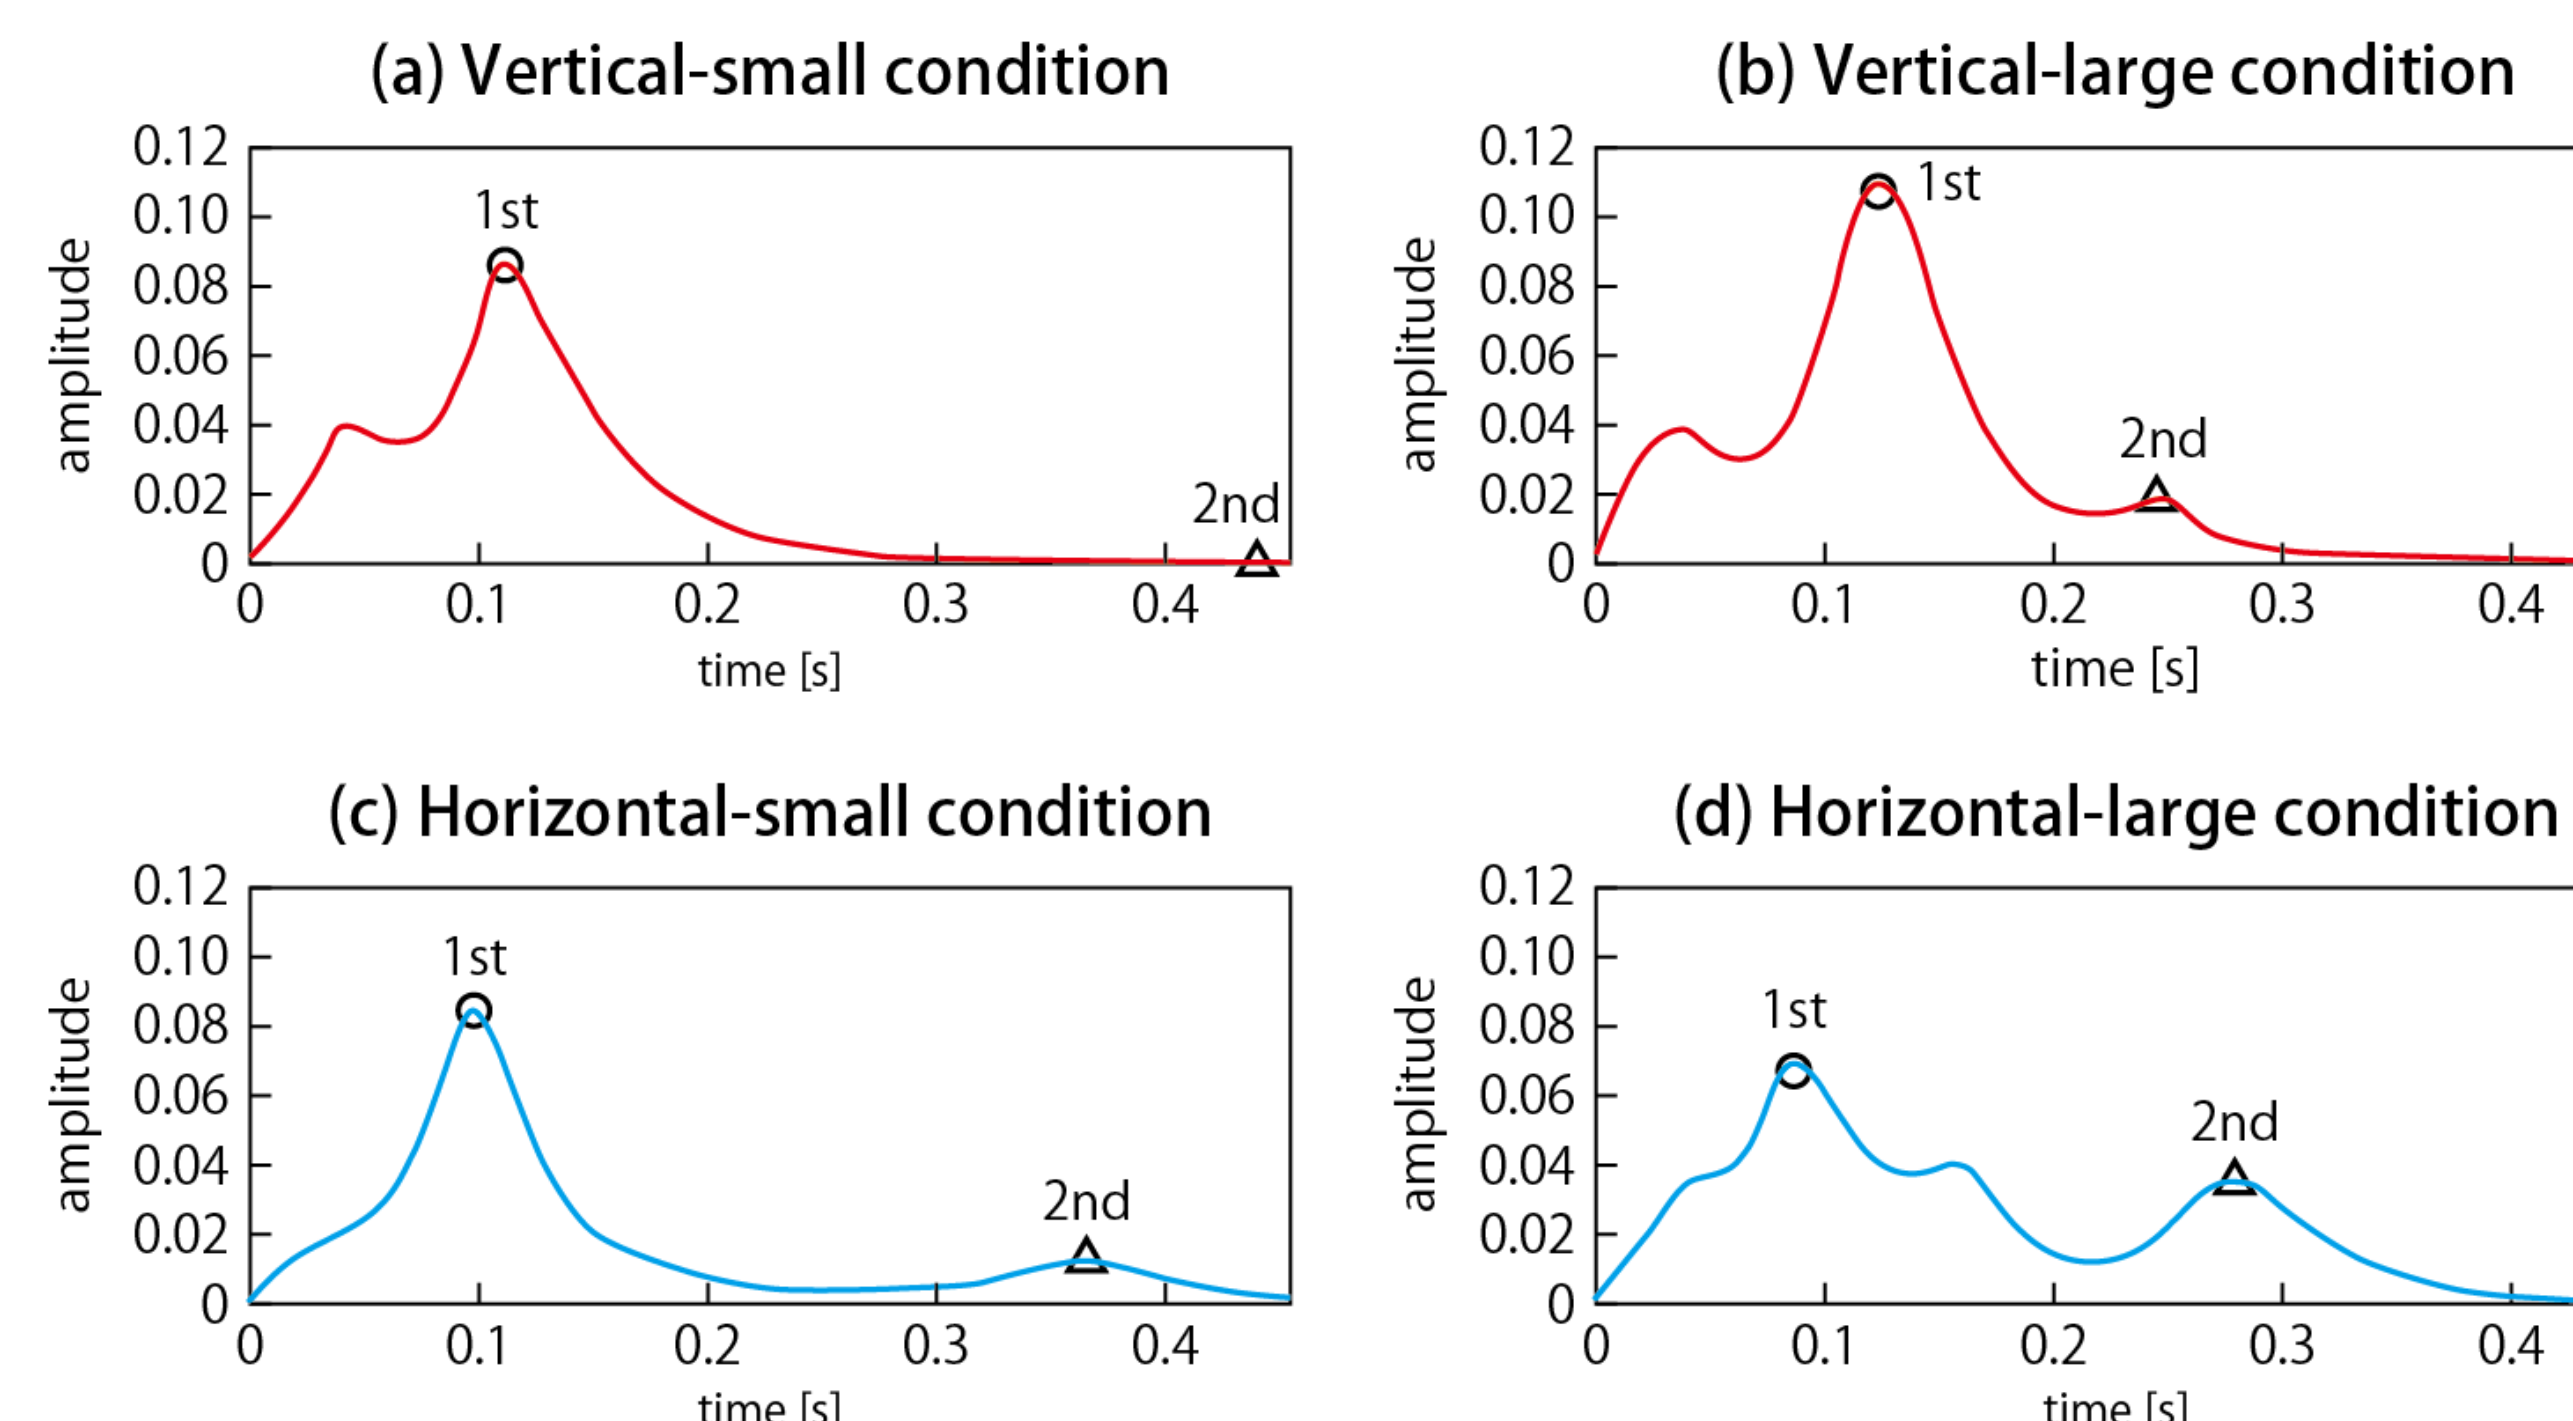 (a) Vertical-small condition
0.12
0.10
0.08
0.06
0.04
0.02
0
amplitude
1st
2nd
0 0.1 0.2 0.3 0.4
time [s]
(b) Vertical-large condition
0.12
0.10
0.08
0.06
0.04
0.02
0
amplitude
1st
2nd
0 0.1 0.2 0.3 0.4
time [s]
(c) Horizontal-small condition
0.12
0.10
0.08
0.06
0.04
0.02
0
amplitude
1st
2nd
0 0.1 0.2 0.3 0.4
time [s]
(d) Horizontal-large condition
0.12
0.10
0.08
0.06
0.04
0.02
0
amplitude
1st
2nd
0 0.1 0.2 0.3 0.4
time [s]